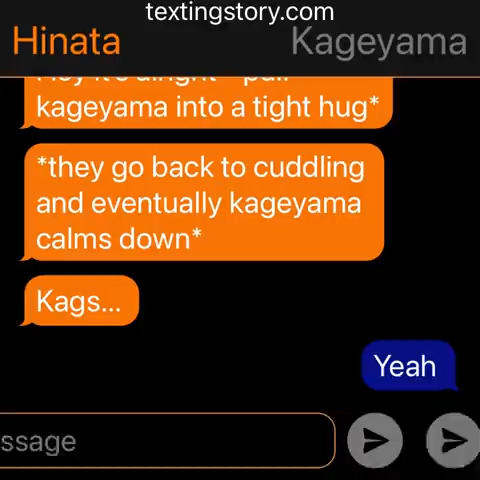 textingstory.com
Hinata Kageyama
kageyama into a tight hug*
*they go back to cuddling
and eventually kageyama
calms down*
Kags...
Yeah
ssage